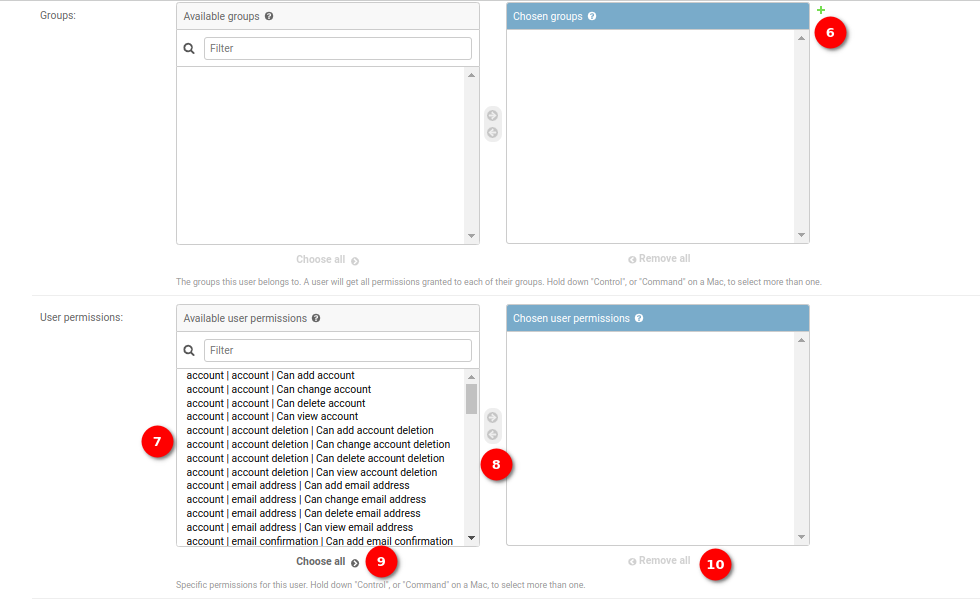 Groups:
Available groups ?
Filter
Chosen groups ?
+
6
Choose all
Remove all
The groups this user belongs to. A user will get all permissions granted to each of their groups. Hold down "Control", or "Command" on a Mac, to select more than one.
User permissions:
Available user permissions ?
Filter
Chosen user permissions ?
account | account | Can add account
account | account | Can change account
account | account | Can delete account
account | account | Can view account
account | account deletion | Can add account deletion
account | account deletion | Can change account deletion
account | account deletion | Can delete account deletion
account | account deletion | Can view account deletion
account | email address | Can add email address
account | email address | Can change email address
account | email address | Can delete email address
account | email address | Can view email address
account | email confirmation | Can add email confirmation
7
8
Choose all
9
Remove all
10
Specific permissions for this user. Hold down "Control", or "Command" on a Mac, to select more than one.